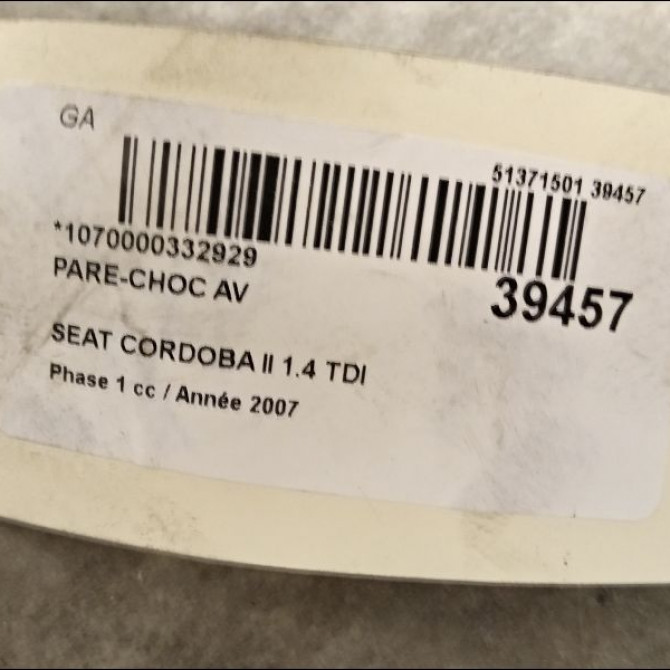 GA
51371501 39457
*1070000332929
39457
PARE-CHOC AV
SEAT CORDOBA II 1.4 TDI
Phase 1 cc / Année 2007